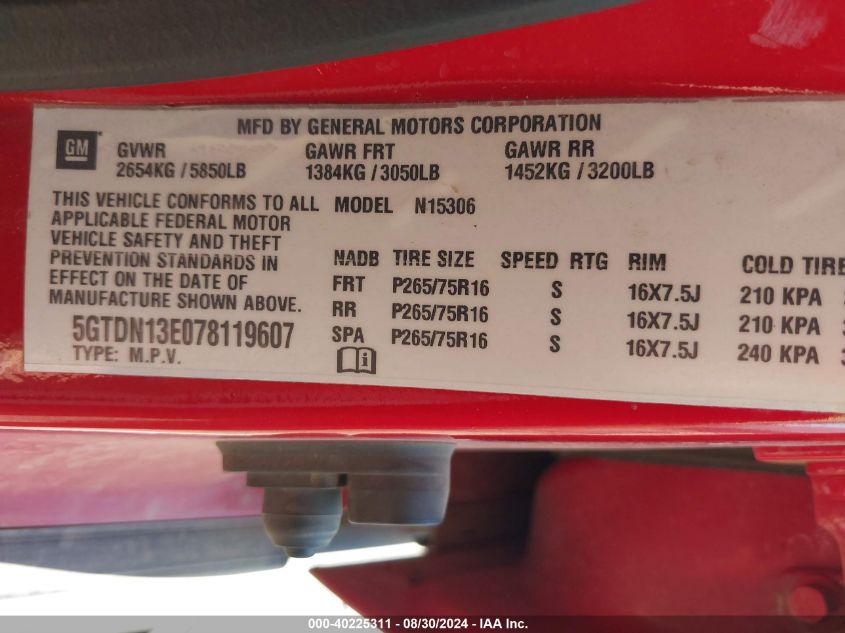 MFD BY GENERAL MOTORS CORPORATION
GM
GVWR GAWR FRT GAWR RR
2654KG / 5850LB 1384KG / 3050LB 1452KG / 3200LB
THIS VEHICLE CONFORMS TO ALL
APPLICABLE FEDERAL MOTOR
VEHICLE SAFETY AND THEFT
PREVENTION STANDARDS IN
EFFECT ON THE DATE OF
MANUFACTURE SHOWN ABOVE.
5GTDN13E078119607
TYPE: M.P.V.
MODEL N15306
NADB TIRE SIZE SPEED RTG RIM COLD TIRE
FRT P265/75R16 S 16X7.5J 210 KPA
RR P265/75R16 S 16X7.5J 210 KPA
SPA P265/75R16 S 16X7.5J 240 KPA
000-40225311 - 08/30/2024 - IAA Inc.